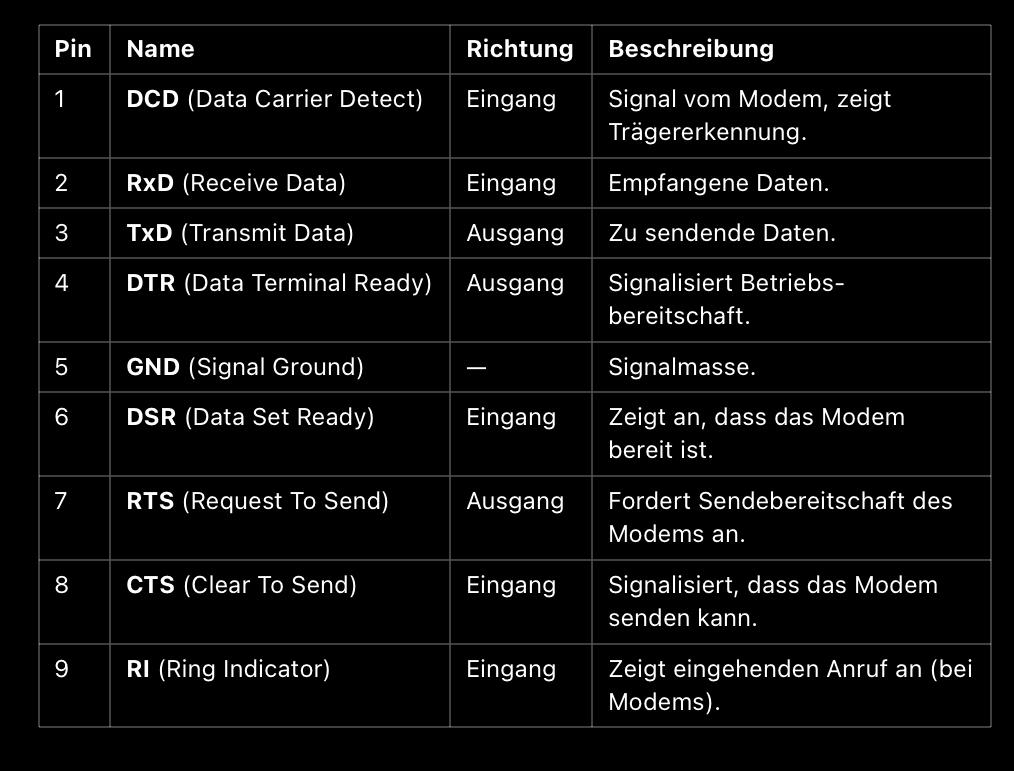 Pin Name Richtung Beschreibung
1 DCD (Data Carrier Detect) Eingang Signal vom Modem, zeigt
Trägererkennung.
2 RxD (Receive Data) Eingang Empfangene Daten.
3 TxD (Transmit Data) Ausgang Zu sendende Daten.
4 DTR (Data Terminal Ready) Ausgang Signalisiert Betriebs-
bereitschaft.
5 GND (Signal Ground) — Signalmasse.
6 DSR (Data Set Ready) Eingang Zeigt an, dass das Modem
bereit ist.
7 RTS (Request To Send) Ausgang Fordert Sendebereitschaft des
Modems an.
8 CTS (Clear To Send) Eingang Signalisiert, dass das Modem
senden kann.
9 RI (Ring Indicator) Eingang Zeigt eingehenden Anruf an (bei
Modems).